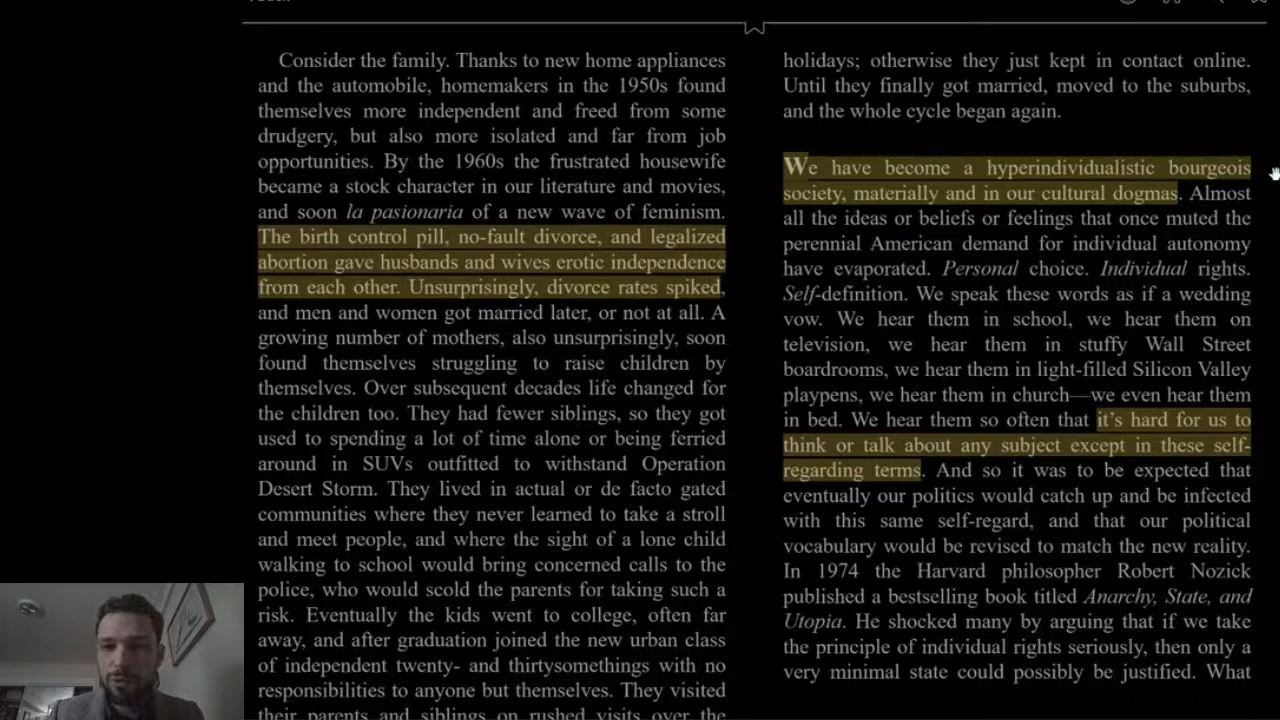 Consider the family. Thanks to new home appliances
and the automobile, homemakers in the 1950s found
themselves more independent and freed from some
drudgery, but also more isolated and far from job
opportunities. By the 1960s the frustrated housewife
became a stock character in our literature and movies,
and soon la pasionaria of a new wave of feminism.
The birth control pill, no-fault divorce, and legalized
abortion gave husbands and wives erotic independence
from each other. Unsurprisingly, divorce rates spiked,
and men and women got married later, or not at all. A
growing number of mothers, also unsurprisingly, soon
found themselves struggling to raise children by
themselves. Over subsequent decades life changed for
the children too. They had fewer siblings, so they got
used to spending a lot of time alone or being ferried
around in SUVs outfitted to withstand Operation
Desert Storm. They lived in actual or de facto gated
communities where they never learned to take a stroll
and meet people, and where the sight of a lone child
walking to school would bring concerned calls to the
police, who would scold the parents for taking such a
risk. Eventually the kids went to college, often far
away, and after graduation joined the new urban class
of independent twenty- and thirtysomethings with no
responsibilities to anyone but themselves. They visited
their parents and siblings on rushed visits over the
holidays; otherwise they just kept in contact online.
Until they finally got married, moved to the suburbs,
and the whole cycle began again.
We have become a hyperindividualistic bourgeois
society, materially and in our cultural dogmas. Almost
all the ideas or beliefs or feelings that once muted the
perennial American demand for individual autonomy
have evaporated. Personal choice. Individual rights.
Self-definition. We speak these words as if a wedding
vow. We hear them in school, we hear them on
television, we hear them in stuffy Wall Street
boardrooms, we hear them in light-filled Silicon Valley
playpens, we hear them in church—we even hear them
in bed. We hear them so often that it's hard for us to
think or talk about any subject except in these self-
regarding terms. And so it was to be expected that
eventually our politics would catch up and be infected
with this same self-regard, and that our political
vocabulary would be revised to match the new reality.
In 1974 the Harvard philosopher Robert Nozick
published a bestselling book titled Anarchy, State, and
Utopia. He shocked many by arguing that if we take
the principle of individual rights seriously, then only a
very minimal state could possibly be justified. What